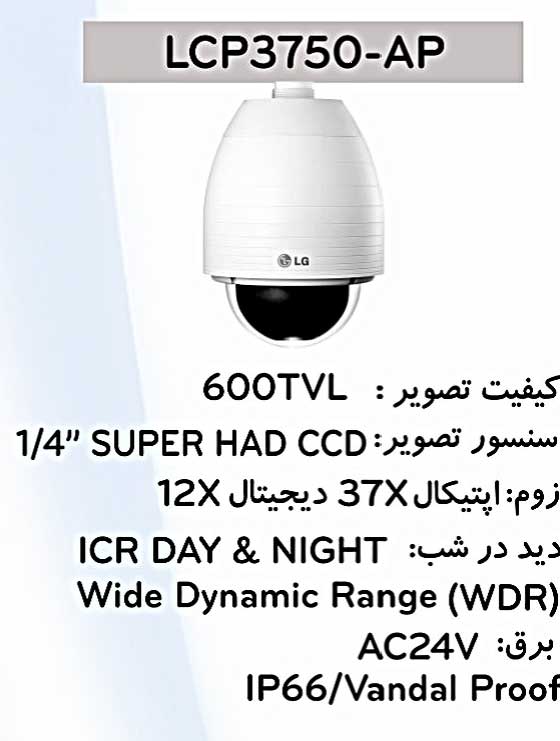 LCP3750-AP
LG
کیفیت تصویر : 600TVL
سنسور تصویر: 1/4" SUPER HAD CCD
زوم: اپتیکال 37X دیجیتال 12X
دید در شب: ICR DAY & NIGHT
Wide Dynamic Range (WDR)
برق: AC24V
IP66/Vandal Proof